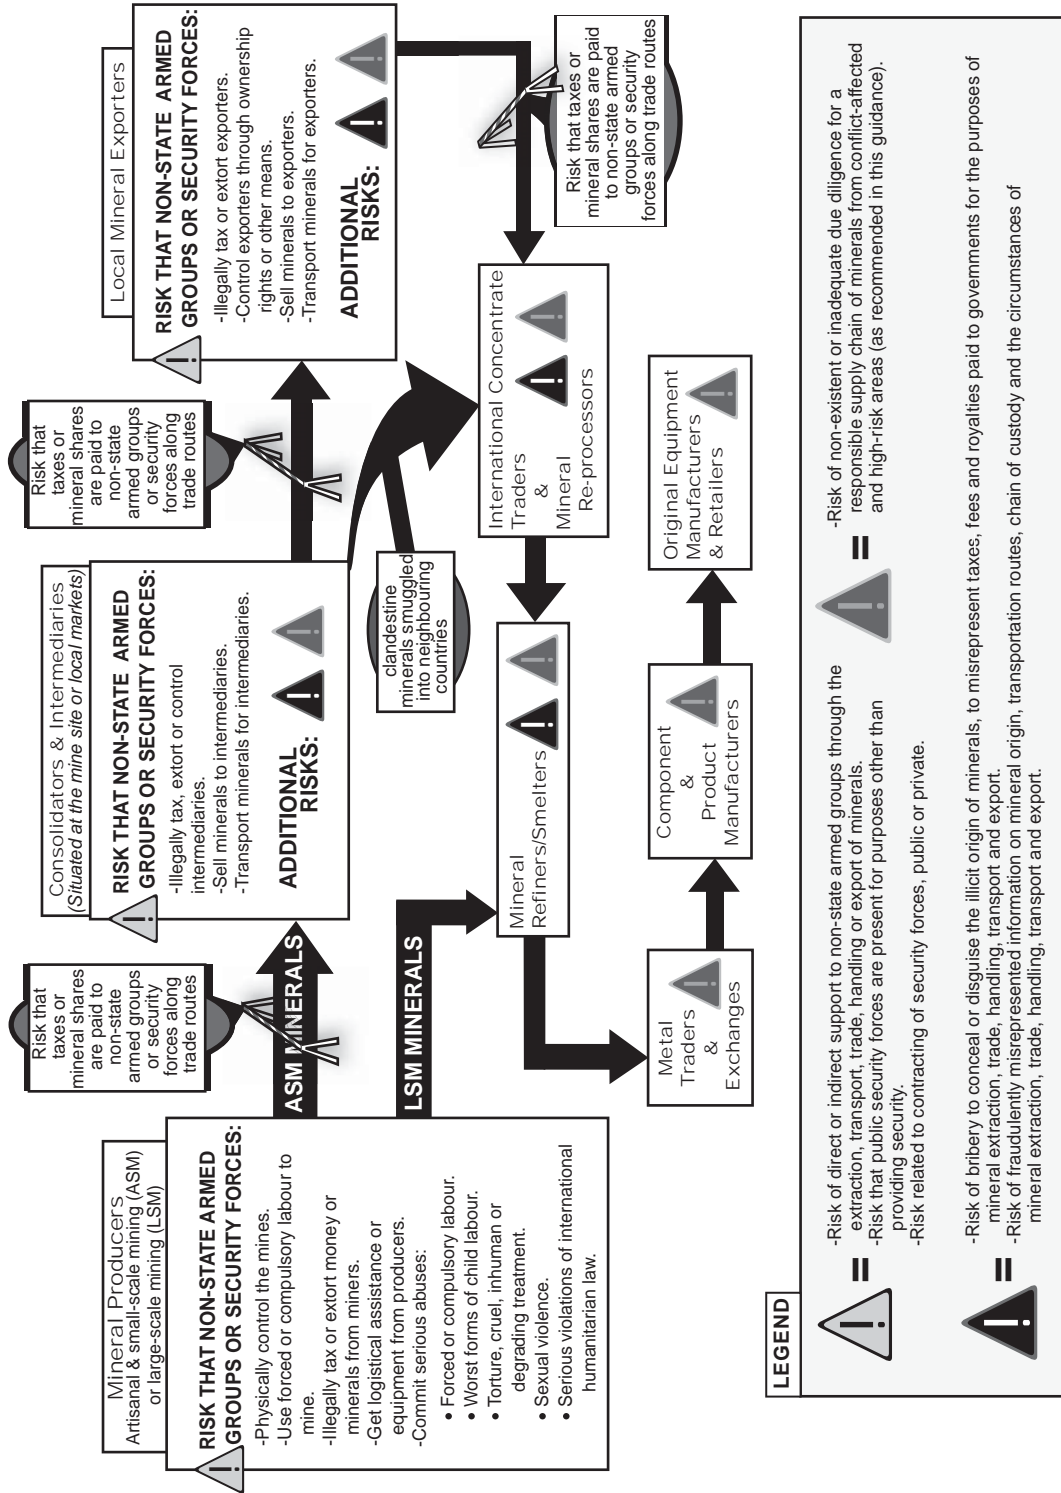 Mineral Producers
Artisanal & small-scale mining (ASM)
or large-scale mining (LSM)
RISK THAT NON-STATE ARMED
GROUPS OR SECURITY FORCES:
-Physically control the mines.
-Use forced or compulsory labour to
mine.
-Illegally tax or extort money or
minerals from miners.
-Get logistical assistance or
equipment from producers.
-Commit serious abuses:
• Forced or compulsory labour.
• Worst forms of child labour.
• Torture, cruel, inhuman or
degrading treatment.
• Sexual violence.
• Serious violations of international
humanitarian law.
Risk that
taxes or
mineral shares
are paid to
non-state
armed groups
or security
forces along
trade routes
ASM MINERALS
LSM MINERALS
Consolidators & Intermediaries
(Situated at the mine site or local markets)
RISK THAT NON-STATE ARMED
GROUPS OR SECURITY FORCES:
-Illegally tax, extort or control
intermediaries.
-Sell minerals to intermediaries.
-Transport minerals for intermediaries.
ADDITIONAL
RISKS:
Risk that
taxes or
mineral shares
are paid to
non-state
armed groups
or security
forces along
trade routes
clandestine
minerals smuggled
into neighbouring
countries
Local Mineral Exporters
RISK THAT NON-STATE ARMED
GROUPS OR SECURITY FORCES:
-Illegally tax or extort exporters.
-Control exporters through ownership
rights or other means.
-Sell minerals to exporters.
-Transport minerals for exporters.
ADDITIONAL
RISKS:
Risk that taxes or
mineral shares are paid
to non-state armed
groups or security
forces along trade routes
International Concentrate
Traders
&
Mineral
Re-processors
Mineral
Refiners/Smelters
Metal
Traders
&
Exchanges
Component
&
Product
Manufacturers
Original Equipment
Manufacturers
& Retailers
LEGEND
! = -Risk of direct or indirect support to non-state armed groups through the
extraction, transport, trade, handling or export of minerals.
-Risk that public security forces are present for purposes other than
providing security.
-Risk related to contracting of security forces, public or private.
! = -Risk of non-existent or inadequate due diligence for a
responsible supply chain of minerals from conflict-affected
and high-risk areas (as recommended in this guidance).
! = -Risk of bribery to conceal or disguise the illicit origin of minerals, to misrepresent taxes, fees and royalties paid to governments for the purposes of
mineral extraction, trade, handling, transport and export.
-Risk of fraudulently misrepresented information on mineral origin, transportation routes, chain of custody and the circumstances of
mineral extraction, trade, handling, transport and export.